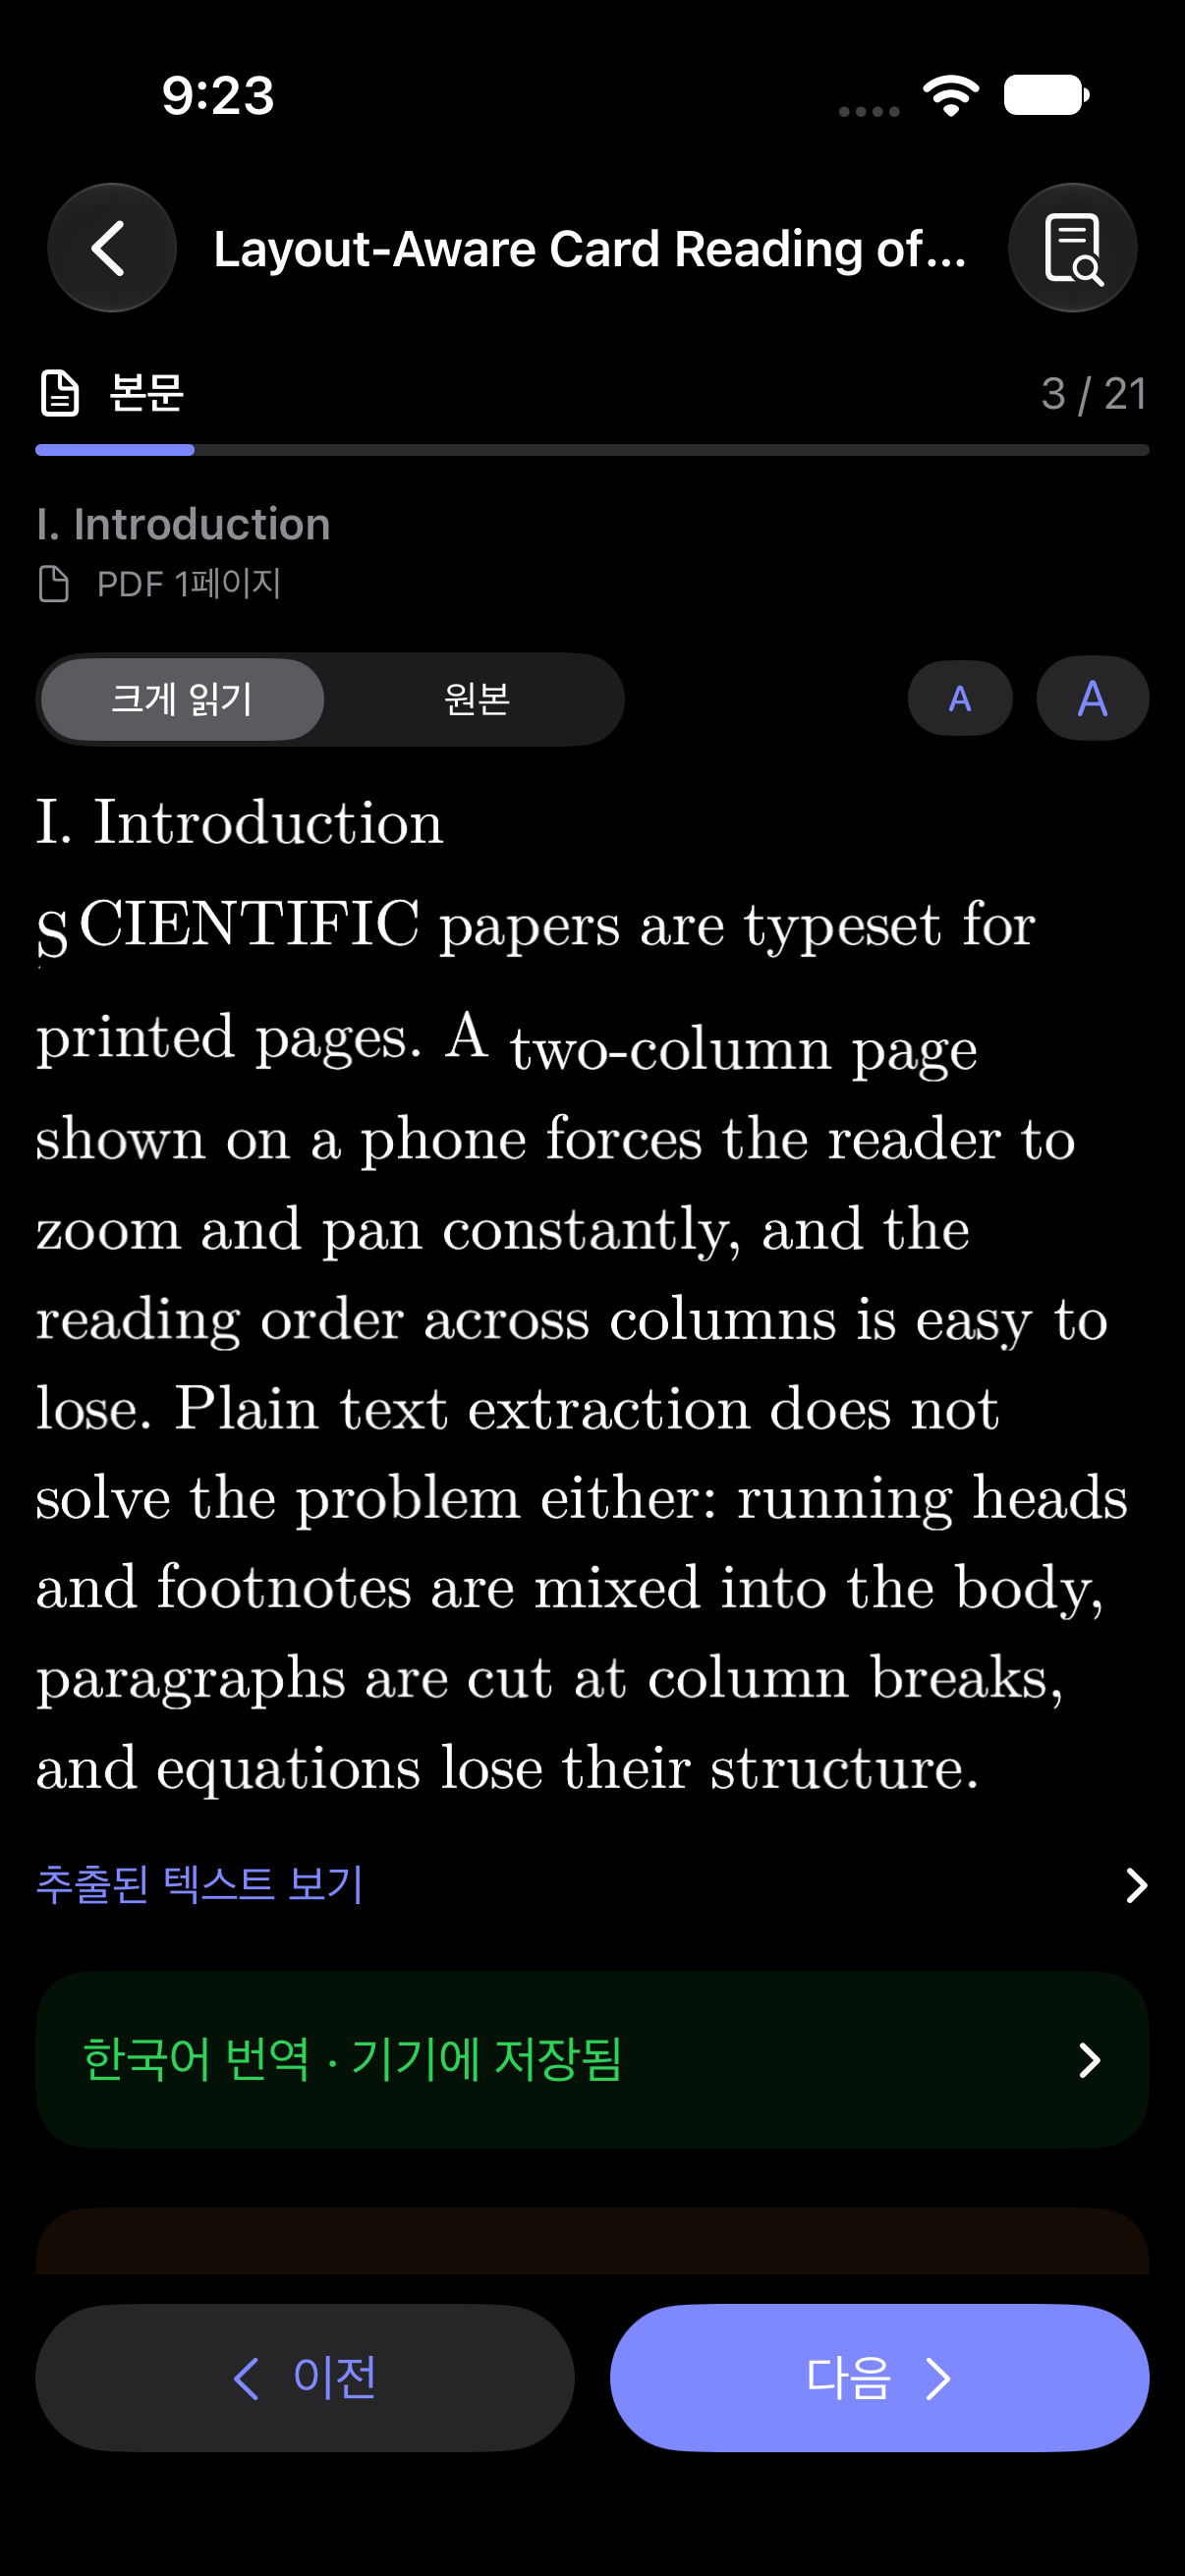 9:23
Layout-Aware Card Reading of...
본문
3 / 21
I. Introduction
PDF 1페이지
크게 읽기
원본
A
A
I. Introduction
SCIENTIFIC papers are typeset for
printed pages. A two-column page
shown on a phone forces the reader to
zoom and pan constantly, and the
reading order across columns is easy to
lose. Plain text extraction does not
solve the problem either: running heads
and footnotes are mixed into the body,
paragraphs are cut at column breaks,
and equations lose their structure.
추출된 텍스트 보기
한국어 번역 · 기기에 저장됨
이전
다음